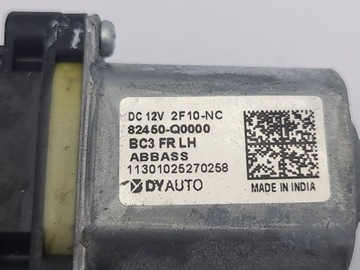 DC 12V 2F10-NC
82450-Q0000
BC3 FR LH
ABBASS
11301025270258
DYAUTO
MADE IN INDIA